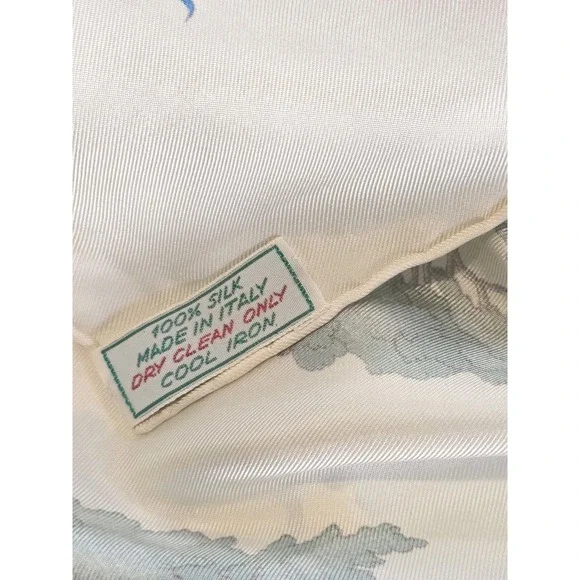 100% SILK
MADE IN ITALY
DRY CLEAN ONLY
COOL IRON